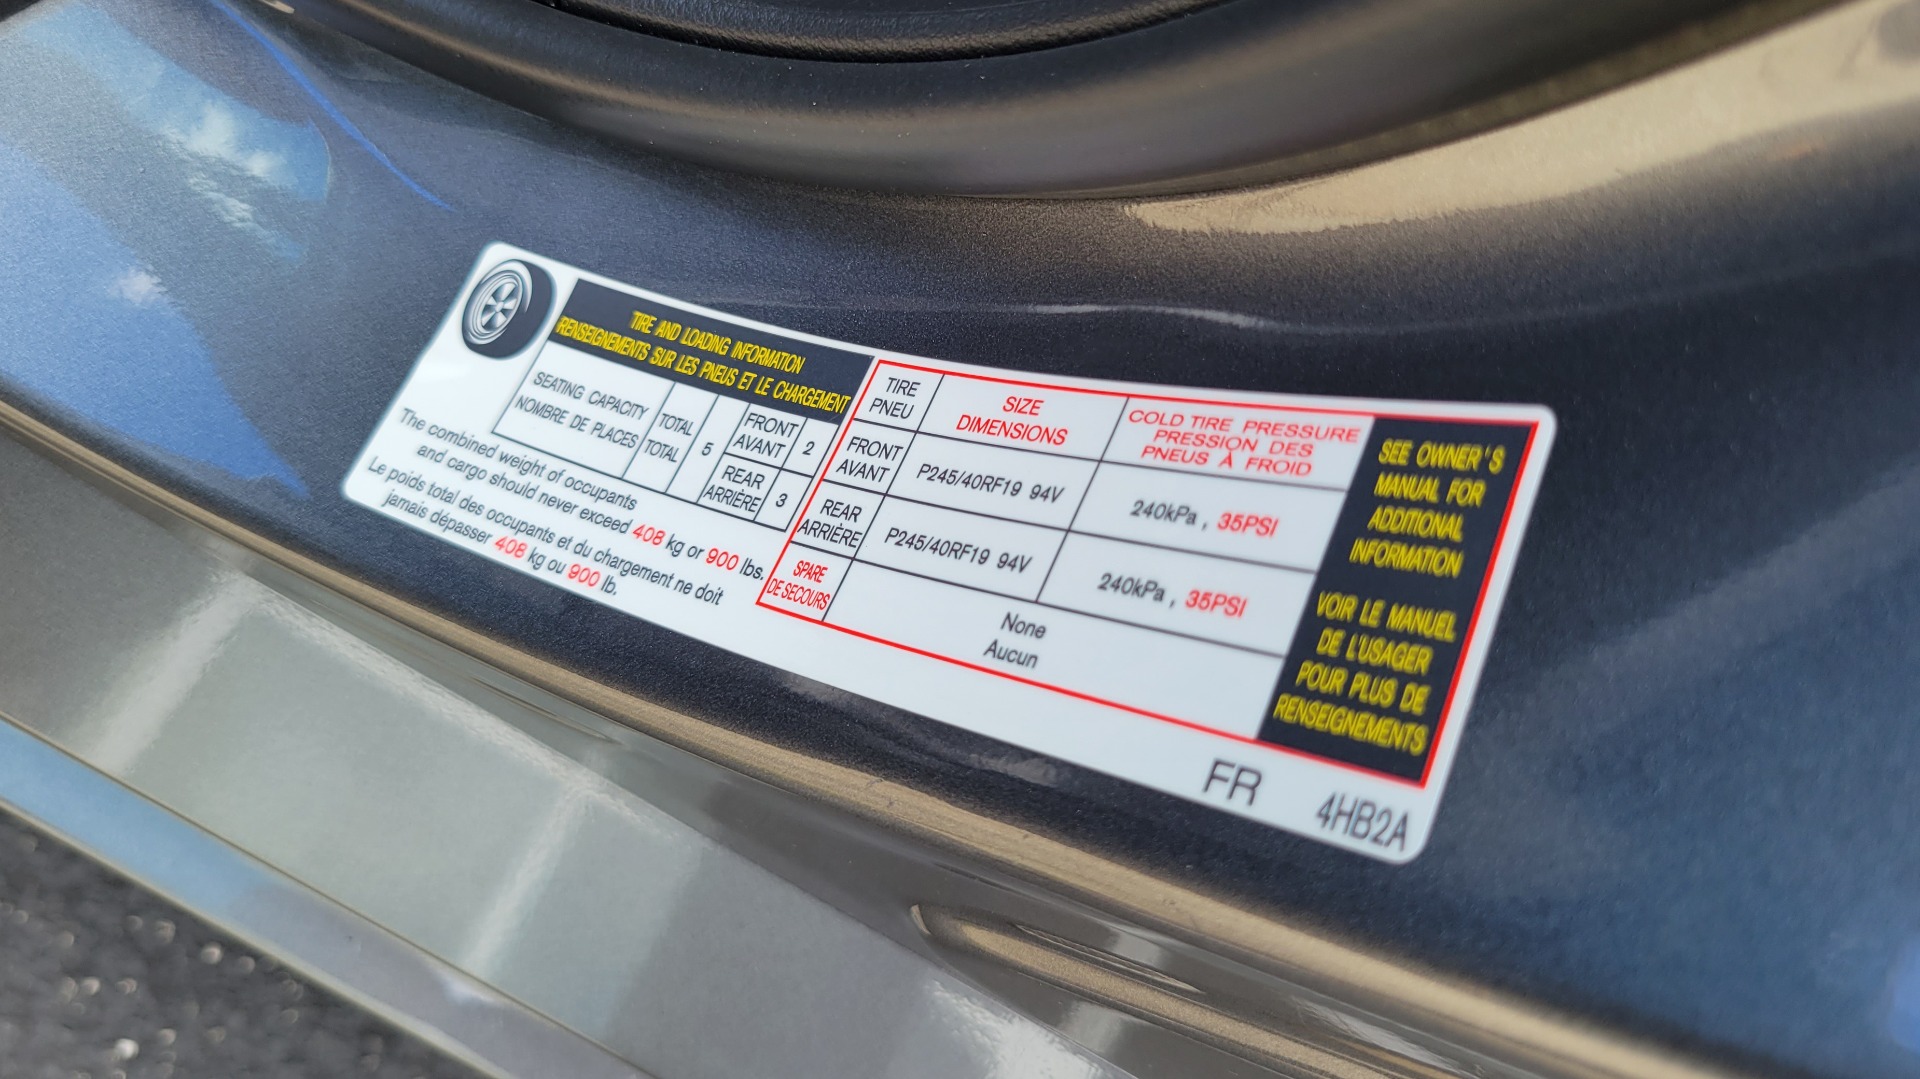 TIRE AND LOADING INFORMATION
RENSEIGNEMENTS SUR LES PNEUS ET LE CHARGEMENT
SEATING CAPACITY
NOMBRE DE PLACES
TOTAL
TOTAL
5
FRONT
AVANT
2
REAR
ARRIÈRE
3
The combined weight of occupants
and cargo should never exceed 408 kg or 900 lbs.
Le poids total des occupants et du chargement ne doit
jamais dépasser 408 kg ou 900 lb.
TIRE
PNEU
SIZE
DIMENSIONS
COLD TIRE PRESSURE
PRESSION DES
PNEUS À FROID
FRONT
AVANT
P245/40RF19 94V
240kPa, 35PSI
REAR
ARRIÈRE
P245/40RF19 94V
240kPa, 35PSI
SPARE
DE SECOURS
None
Aucun
SEE OWNER'S
MANUAL FOR
ADDITIONAL
INFORMATION
VOIR LE MANUEL
DE L'USAGER
POUR PLUS DE
RENSEIGNEMENTS
FR
4HB2A